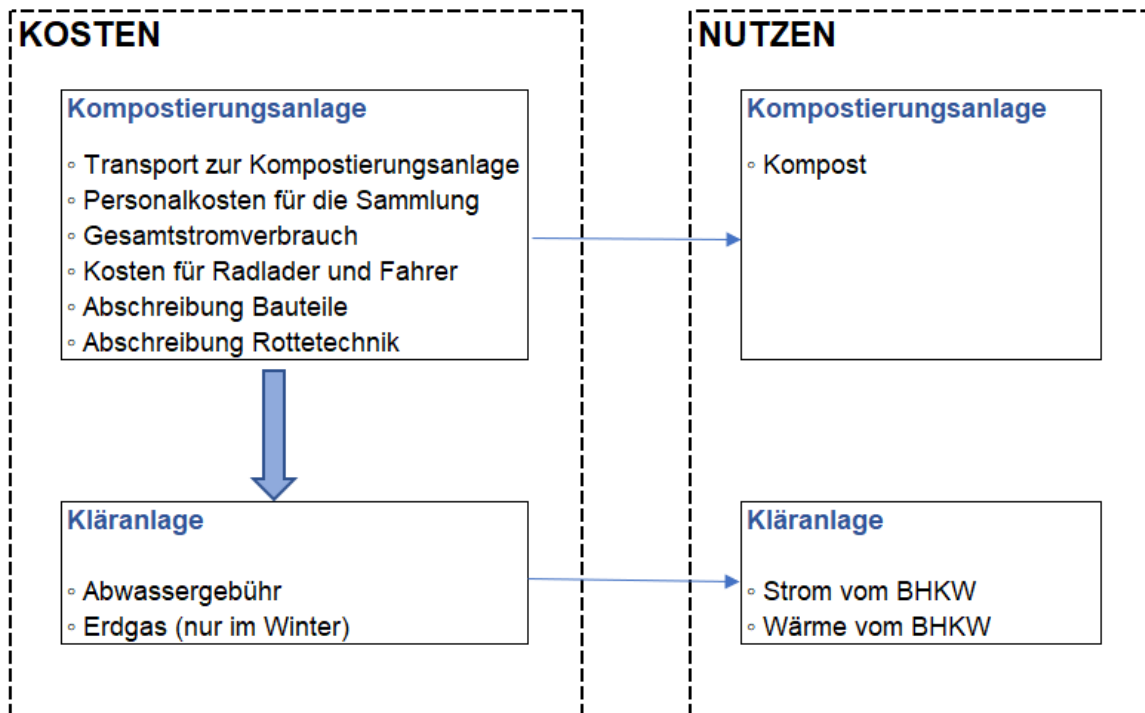 KOSTEN
Kompostierungsanlage
◦ Transport zur Kompostierungsanlage
◦ Personalkosten für die Sammlung
◦ Gesamtstromverbrauch
◦ Kosten für Radlader und Fahrer
◦ Abschreibung Bauteile
◦ Abschreibung Rottetechnik
Kläranlage
◦ Abwassergebühr
◦ Erdgas (nur im Winter)
NUTZEN
Kompostierungsanlage
◦ Kompost
Kläranlage
◦ Strom vom BHKW
◦ Wärme vom BHKW